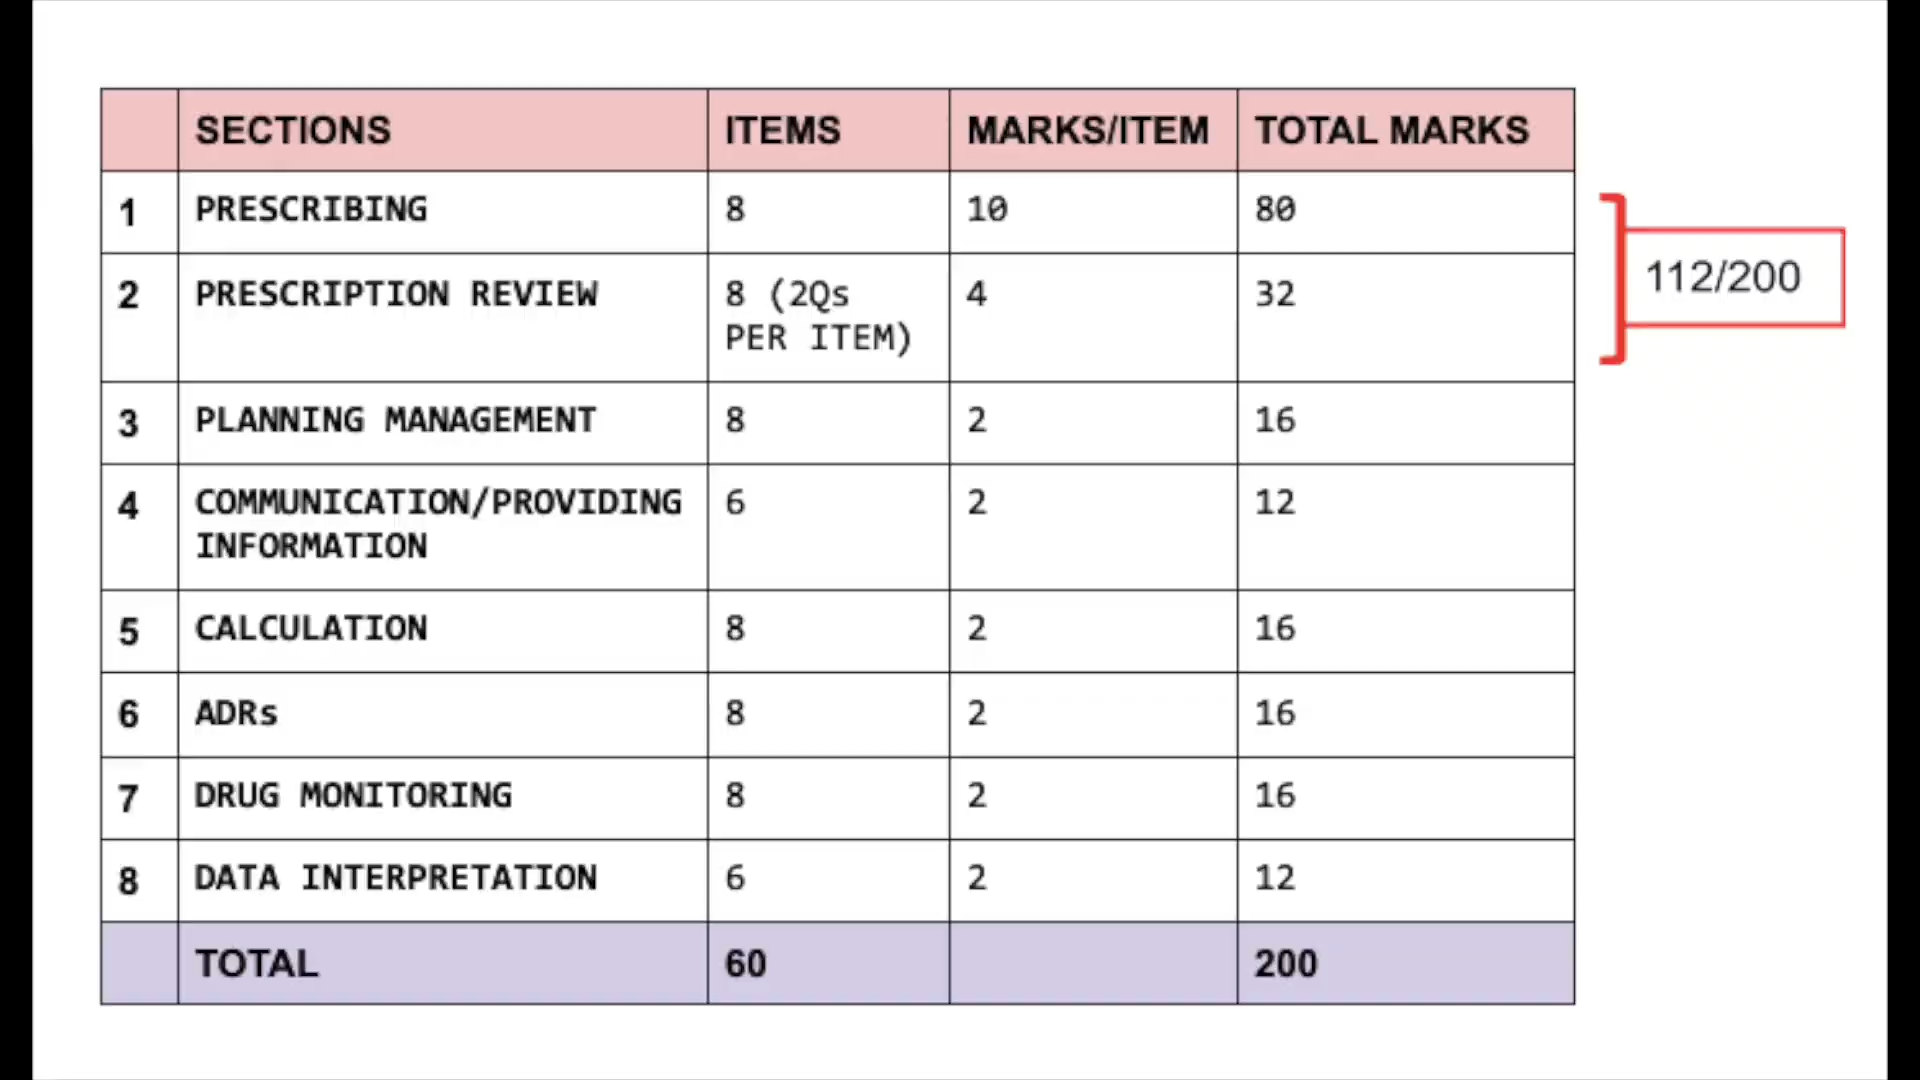 SECTIONS ITEMS MARKS/ITEM TOTAL MARKS
1 PRESCRIBING 8 10 80
2 PRESCRIPTION REVIEW 8 (2Qs 4 32
PER ITEM)
112/200
3 PLANNING MANAGEMENT 8 2 16
4 COMMUNICATION/PROVIDING 6 2 12
INFORMATION
5 CALCULATION 8 2 16
6 ADRs 8 2 16
7 DRUG MONITORING 8 2 16
8 DATA INTERPRETATION 6 2 12
TOTAL 60 200